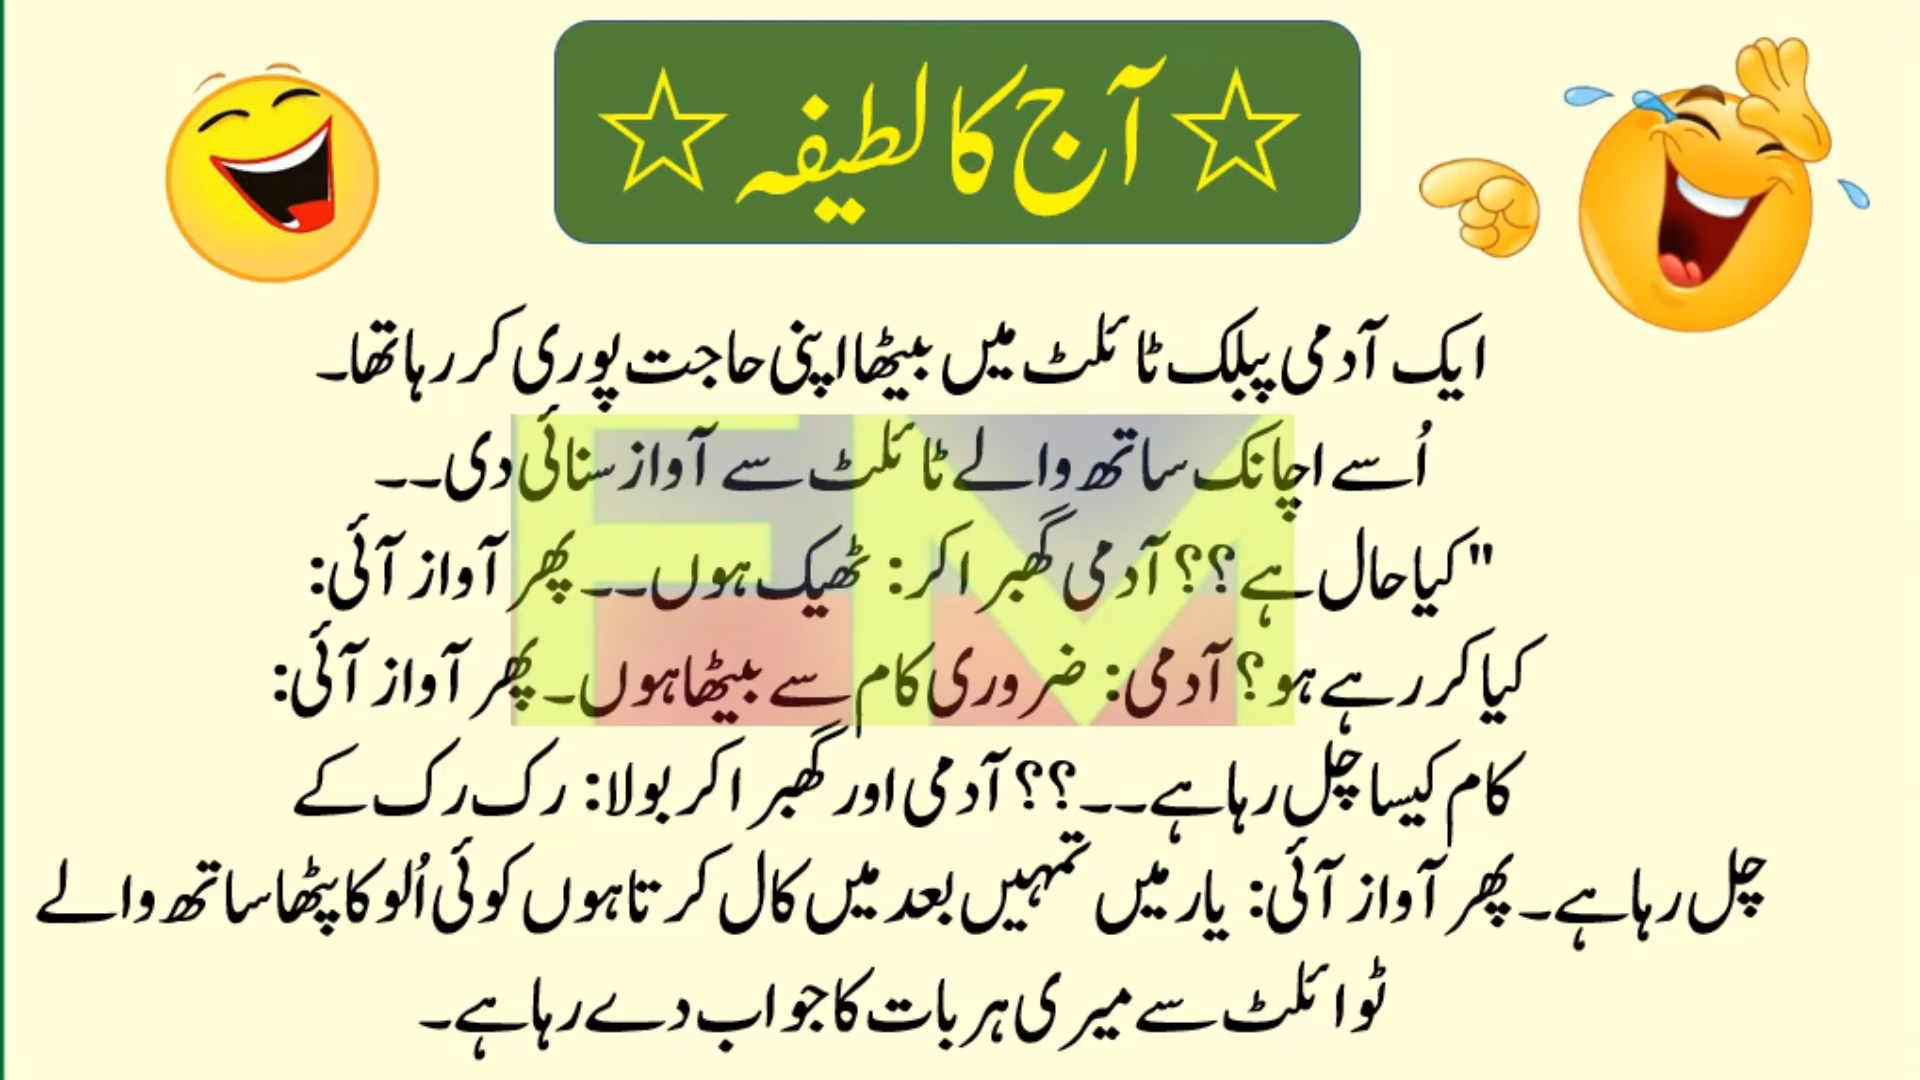 ☆ آج کا لطیفہ ☆
ایک آدمی پبلک ٹائلٹ میں بیٹھا اپنی حاجت پوری کر رہا تھا۔
اُسے اچانک ساتھ والے ٹائلٹ سے آواز سنائی دی۔۔
"کیا حال ہے؟؟ آدمی گھبرا کر: ٹھیک ہوں۔۔۔ پھر آواز آئی:
کیا کر رہے ہو؟ آدمی: ضروری کام سے بیٹھا ہوں۔ پھر آواز آئی:
کام کیسا چل رہا ہے۔۔۔؟؟ آدمی اور گھبرا کر بولا: رک رک کے
چل رہا ہے۔ پھر آواز آئی: یار میں تمہیں بعد میں کال کرتا ہوں کوئی اُلو کا پٹھا ساتھ والے
ٹوائلٹ سے میری ہر بات کا جواب دے رہا ہے۔
FM